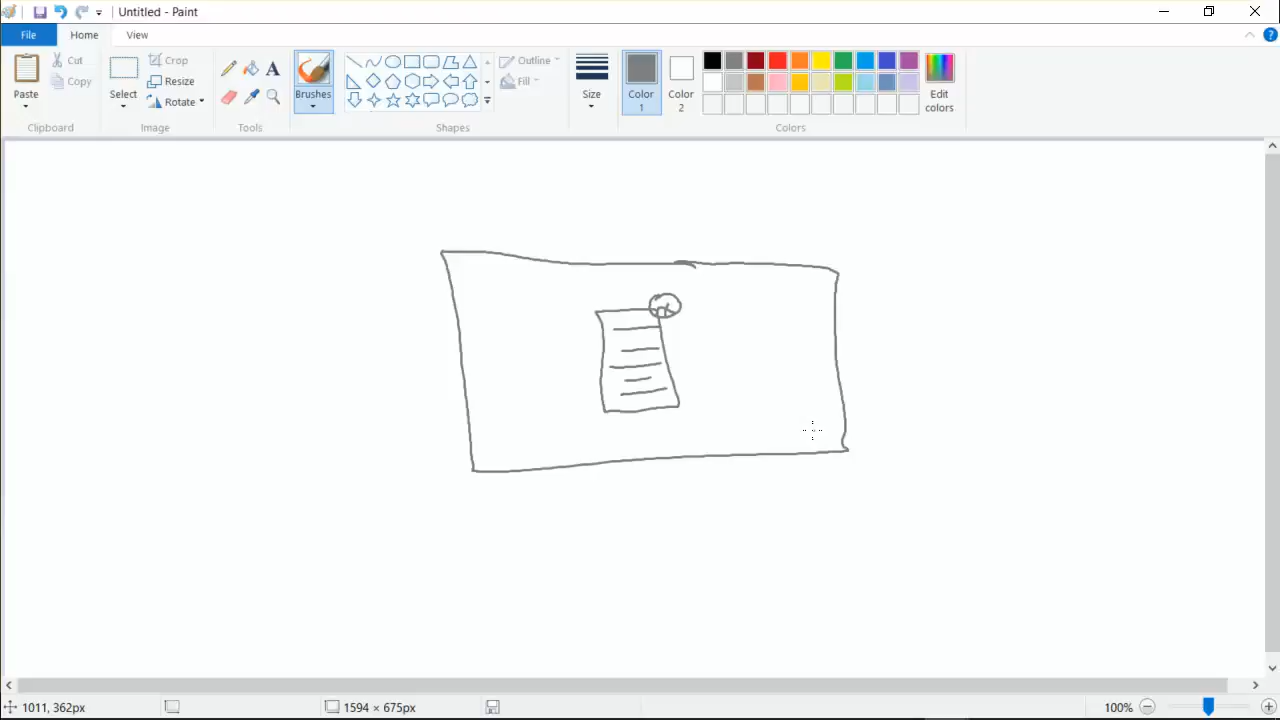 Untitled - Paint
File
Home
View
Paste
Cut
Copy
Clipboard
Select
Crop
Resize
Rotate
Image
Tools
Brushes
Outline
Fill
Shapes
Size
Color
1
Color
2
Edit
colors
Colors
1011, 362px
1594 × 675px
100%